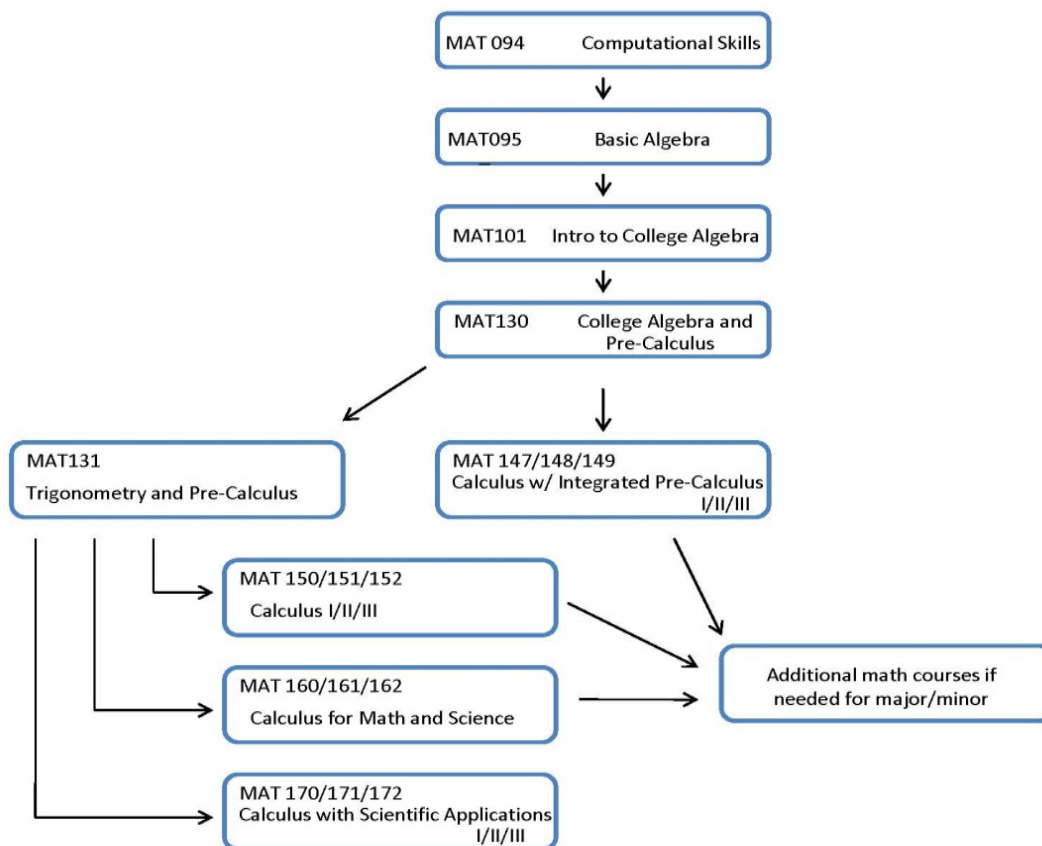 MAT 094 Computational Skills
MAT095 Basic Algebra
MAT101 Intro to College Algebra
MAT130 College Algebra and
Pre-Calculus
MAT131
Trigonometry and Pre-Calculus
MAT 147/148/149
Calculus w/ Integrated Pre-Calculus
I/II/III
MAT 150/151/152
Calculus I/II/III
MAT 160/161/162
Calculus for Math and Science
MAT 170/171/172
Calculus with Scientific Applications
I/II/III
Additional math courses if
needed for major/minor